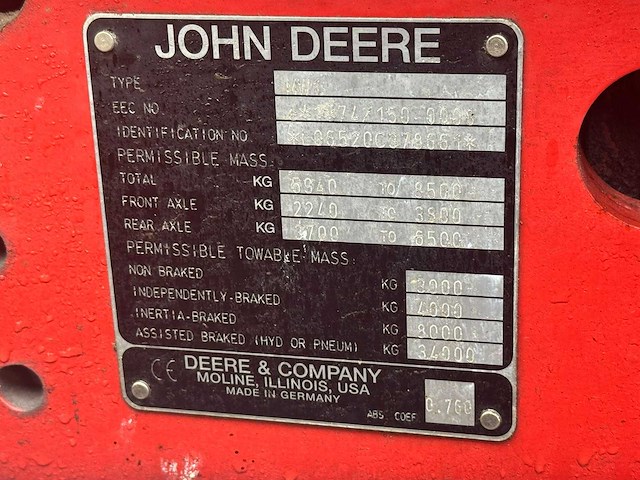 JOHN DEERE
TYPE
EEC NO
IDENTIFICATION NO
PERMISSIBLE MASS:
TOTAL KG 5940 TO 8500
FRONT AXLE KG 2240 TO 3800
REAR AXLE KG 3700 TO 6500
PERMISSIBLE TOWABLE MASS:
NON BRAKED KG 3000
INDEPENDENTLY-BRAKED KG 4000
INERTIA-BRAKED KG 8000
ASSISTED BRAKED (HYD OR PNEUM) KG 34000
CE DEERE & COMPANY
MOLINE, ILLINOIS, USA
MADE IN GERMANY
ABS COEF 0.700